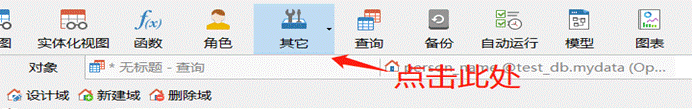 图 实体化视图 函数 角色 其它 查询 备份 自动运行 模型 图表
对象 * 无标题 - 查询 person_name @test_db.mydata (Op...
点击此处
设计域 新建域 删除域